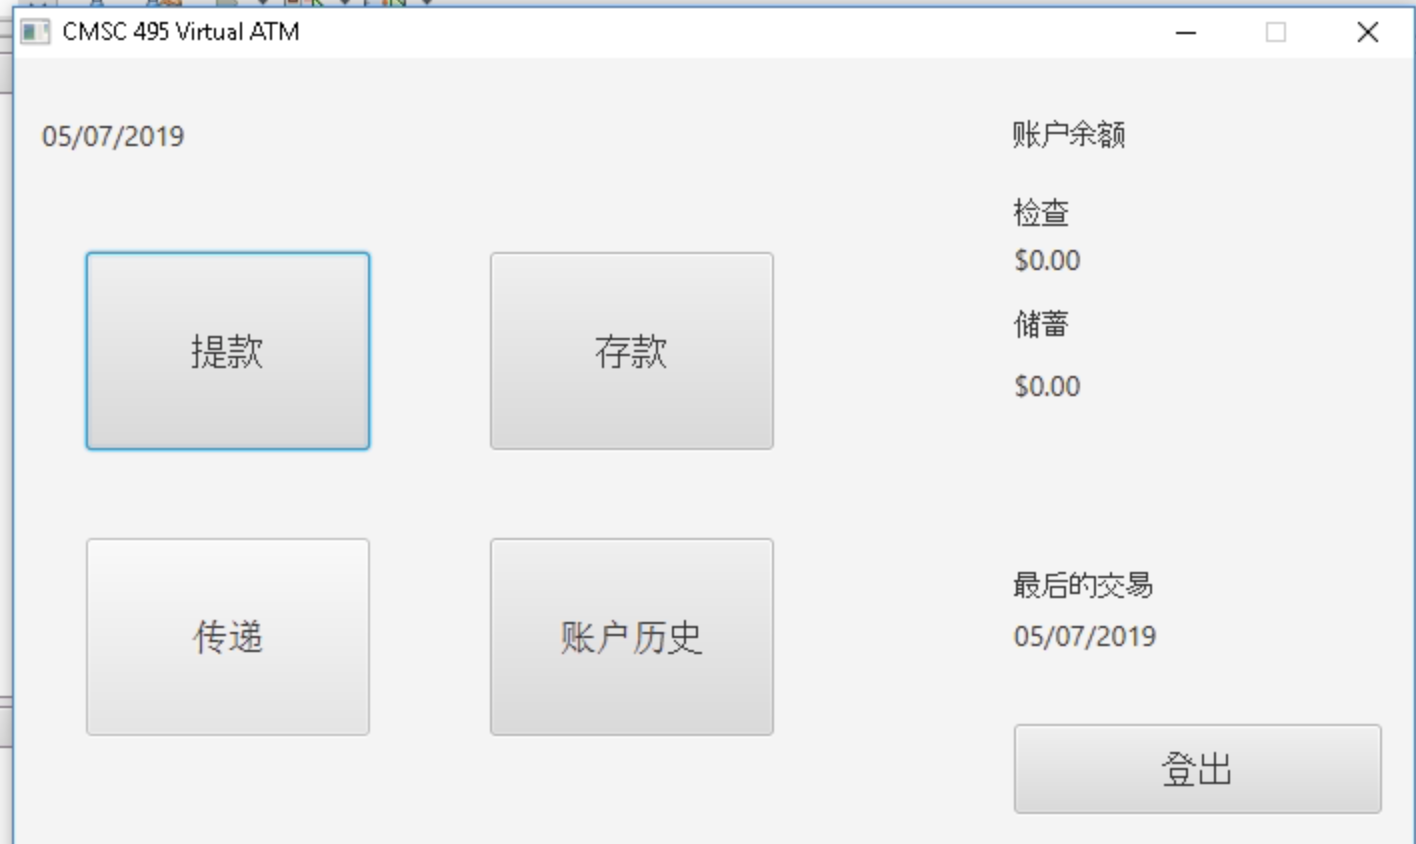 CMSC 495 Virtual ATM
05/07/2019
账户余额
检查
$0.00
储蓄
$0.00
提款
存款
传递
账户历史
最后的交易
05/07/2019
登出